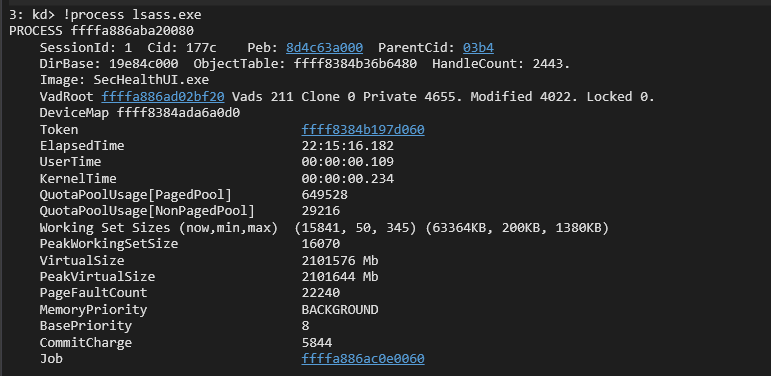 3: kd> !process lsass.exe
PROCESS ffffa886aba20080
SessionId: 1 Cid: 177c Peb: 8d4c63a000 ParentCid: 03b4
DirBase: 19e84c000 ObjectTable: ffff8384b36b6480 HandleCount: 2443.
Image: SecHealthUI.exe
VadRoot ffffa886ad02bf20 Vads 211 Clone 0 Private 4655. Modified 4022. Locked 0.
DeviceMap ffff8384ada6a0d0
Token ffff8384b197d060
ElapsedTime 22:15:16.182
UserTime 00:00:00.109
KernelTime 00:00:00.234
QuotaPoolUsage[PagedPool] 649528
QuotaPoolUsage[NonPagedPool] 29216
Working Set Sizes (now,min,max) (15841, 50, 345) (63364KB, 200KB, 1380KB)
PeakWorkingSetSize 16070
VirtualSize 2101576 Mb
PeakVirtualSize 2101644 Mb
PageFaultCount 22240
MemoryPriority BACKGROUND
BasePriority 8
CommitCharge 5844
Job ffffa886ac0e0060